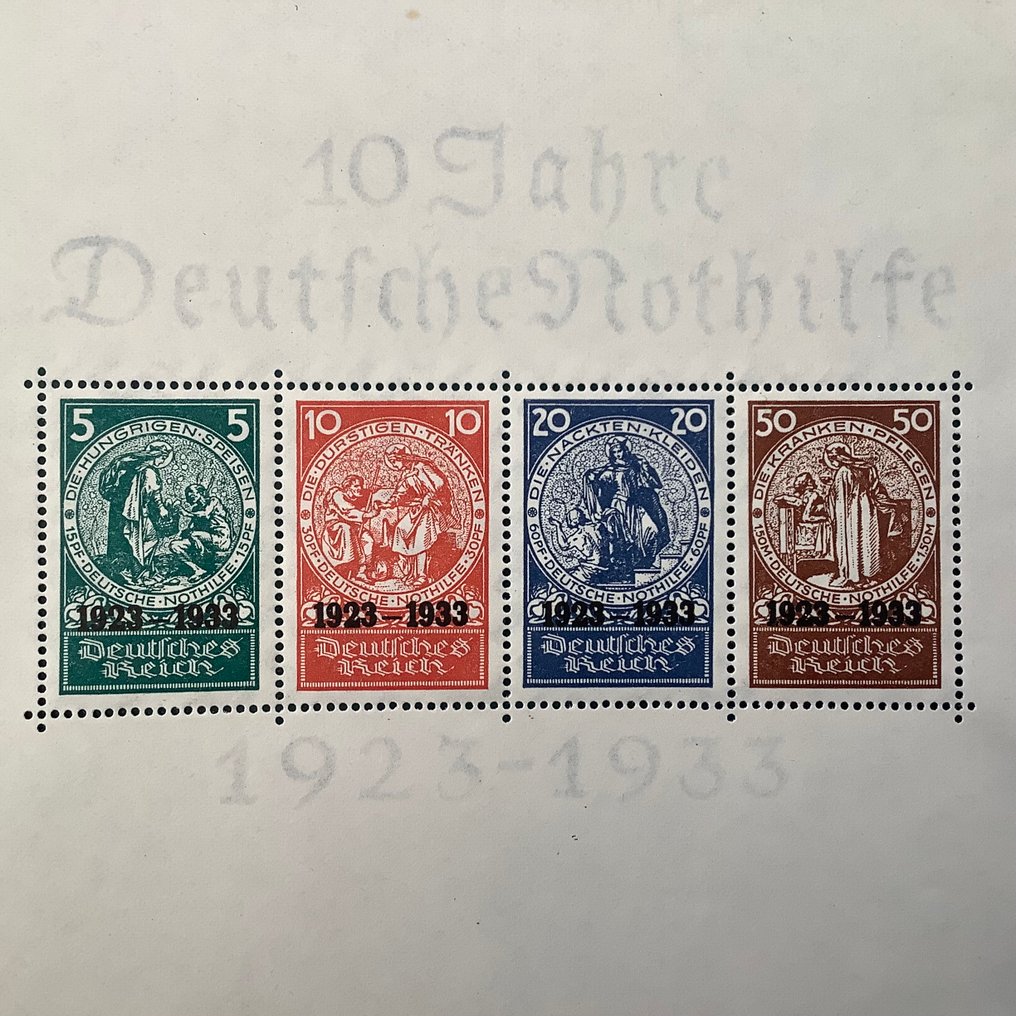 10 Jahre
Deutsche Nothilfe
5 5
DIE·HUNGRIGEN·SPEISEN
15PF·DEUTSCHE·NOTHILFE·15PF
1923–1933
Deutsches
Reich
10 10
DIE·DURSTIGEN·TRÄNKEN
30PF·DEUTSCHE·NOTHILFE·30PF
1923–1933
Deutsches
Reich
20 20
DIE·NACKTEN·KLEIDEN
60PF·DEUTSCHE·NOTHILFE·60PF
1923–1933
Deutsches
Reich
50 50
DIE·KRANKEN·PFLEGEN
1.50M·DEUTSCHE·NOTHILFE·1.50M
1923–1933
Deutsches
Reich
1923-1933